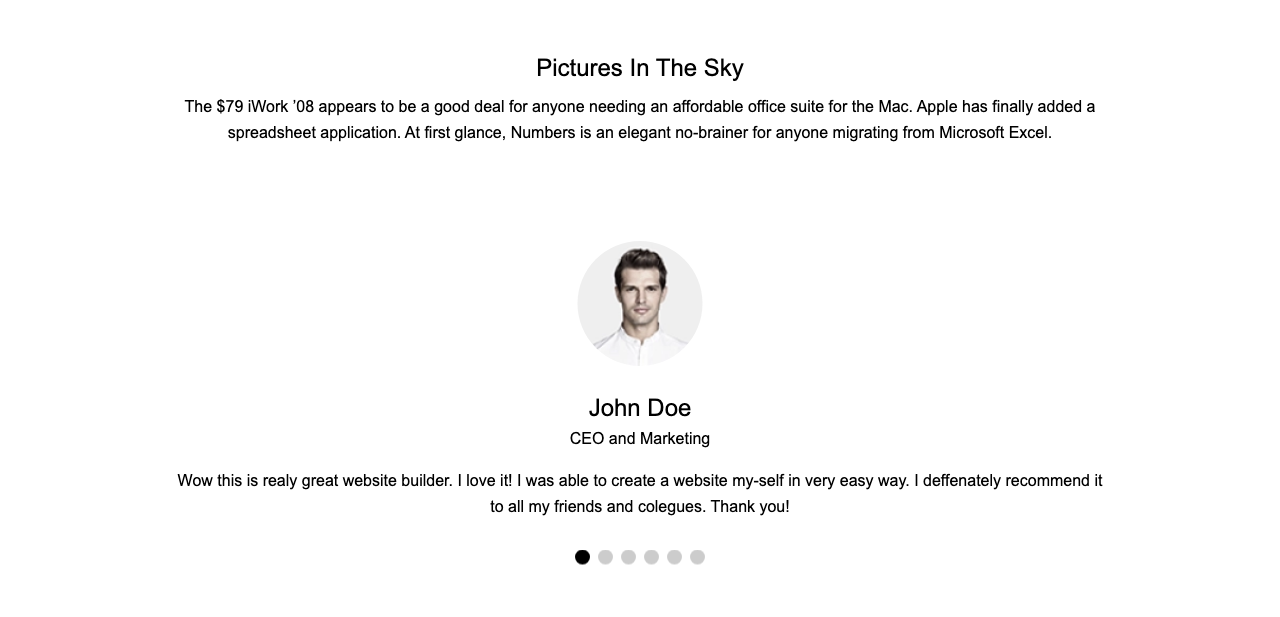 Pictures In The Sky
The $79 iWork ’08 appears to be a good deal for anyone needing an affordable office suite for the Mac. Apple has finally added a
spreadsheet application. At first glance, Numbers is an elegant no-brainer for anyone migrating from Microsoft Excel.
John Doe
CEO and Marketing
Wow this is realy great website builder. I love it! I was able to create a website my-self in very easy way. I deffenately recommend it
to all my friends and colegues. Thank you!